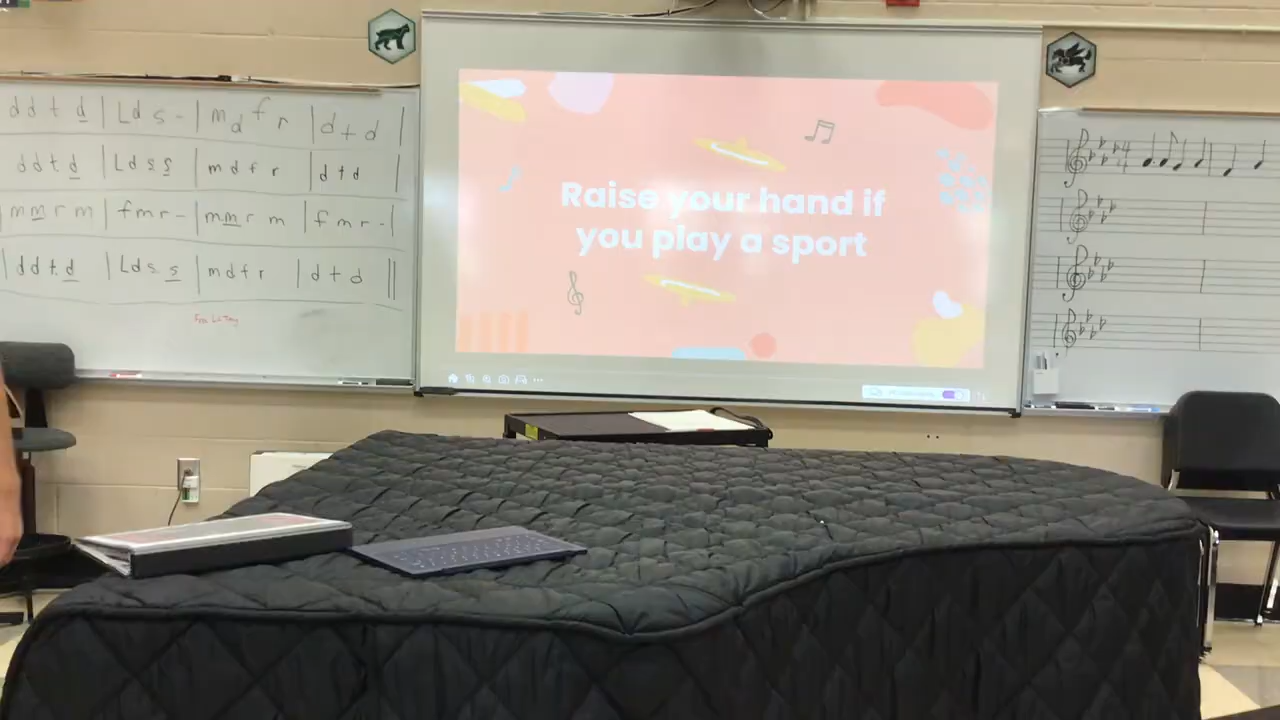 d d t d | L d s - | m d f r | d t d |
d d t d | L d s s | m d f r | d t d |
m m r m | f m r - | m m r m | f m r - |
| d d t. d | L d s. s | m d f r | d t d ||
Raise your hand if
you play a sport